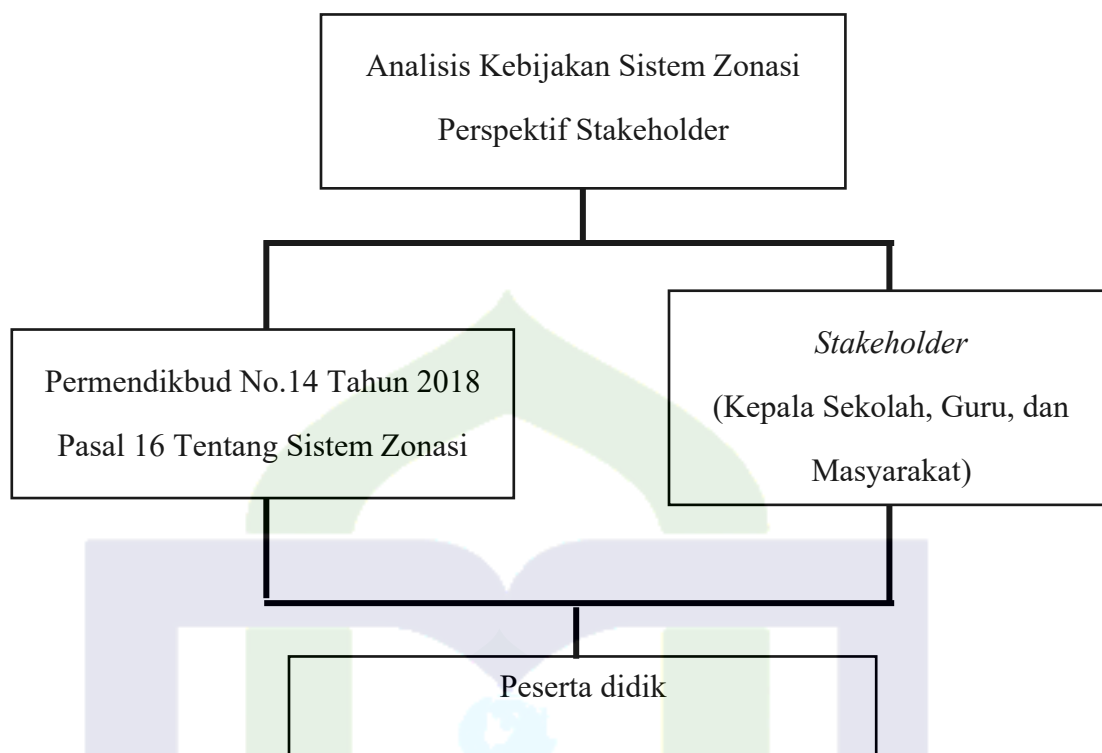 Analisis Kebijakan Sistem Zonasi
Perspektif Stakeholder
Permendikbud No.14 Tahun 2018
Pasal 16 Tentang Sistem Zonasi
Stakeholder
(Kepala Sekolah, Guru, dan
Masyarakat)
Peserta didik